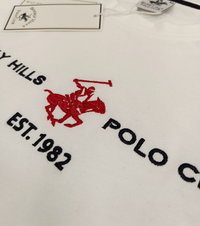 Y HILLS
POLO C
EST. 1982